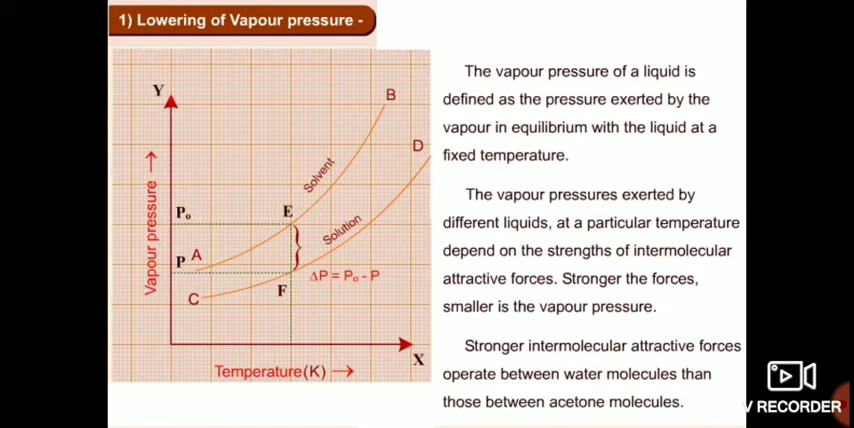 1) Lowering of Vapour pressure -
Y
B
D
Solvent
P₀
E
Solution
Vapour pressure →
P
A
ΔP = P₀ - P
C
F
X
Temperature(K) →
The vapour pressure of a liquid is
defined as the pressure exerted by the
vapour in equilibrium with the liquid at a
fixed temperature.
The vapour pressures exerted by
different liquids, at a particular temperature
depend on the strengths of intermolecular
attractive forces. Stronger the forces,
smaller is the vapour pressure.
Stronger intermolecular attractive forces
operate between water molecules than
those between acetone molecules.
V RECORDER